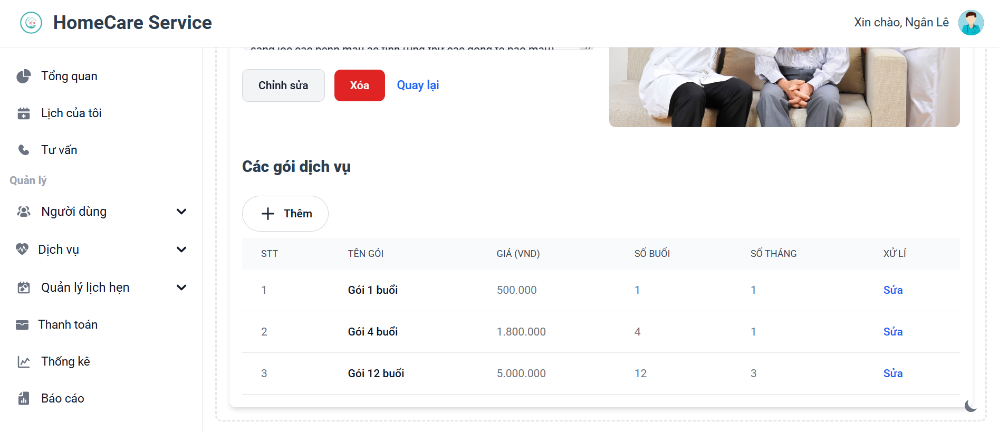 HomeCare Service
Xin chào, Ngân Lê
Tổng quan
Lịch của tôi
Tư vấn
Quản lý
Người dùng
Dịch vụ
Quản lý lịch hẹn
Thanh toán
Thống kê
Báo cáo
Chỉnh sửa Xóa Quay lại
Các gói dịch vụ
Thêm
STT TÊN GÓI GIÁ (VND) SỐ BUỔI SỐ THÁNG XỬ LÍ
1 Gói 1 buổi 500.000 1 1 Sửa
2 Gói 4 buổi 1.800.000 4 1 Sửa
3 Gói 12 buổi 5.000.000 12 3 Sửa